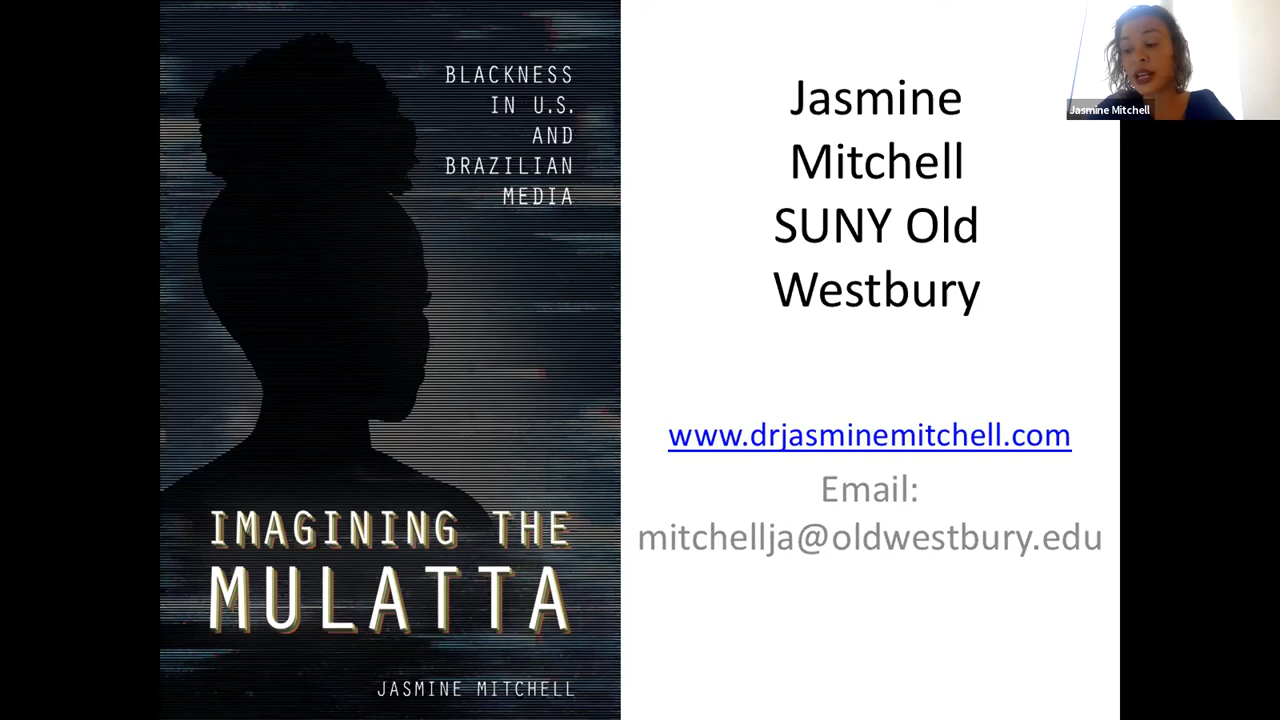 BLACKNESS
IN U.S.
AND
BRAZILIAN
MEDIA
IMAGINING THE
MULATTA
JASMINE MITCHELL
Jasmine
Mitchell
SUNY Old
Westbury
www.drjasminemitchell.com
Email:
mitchellja@oldwestbury.edu
Jasmine Mitchell